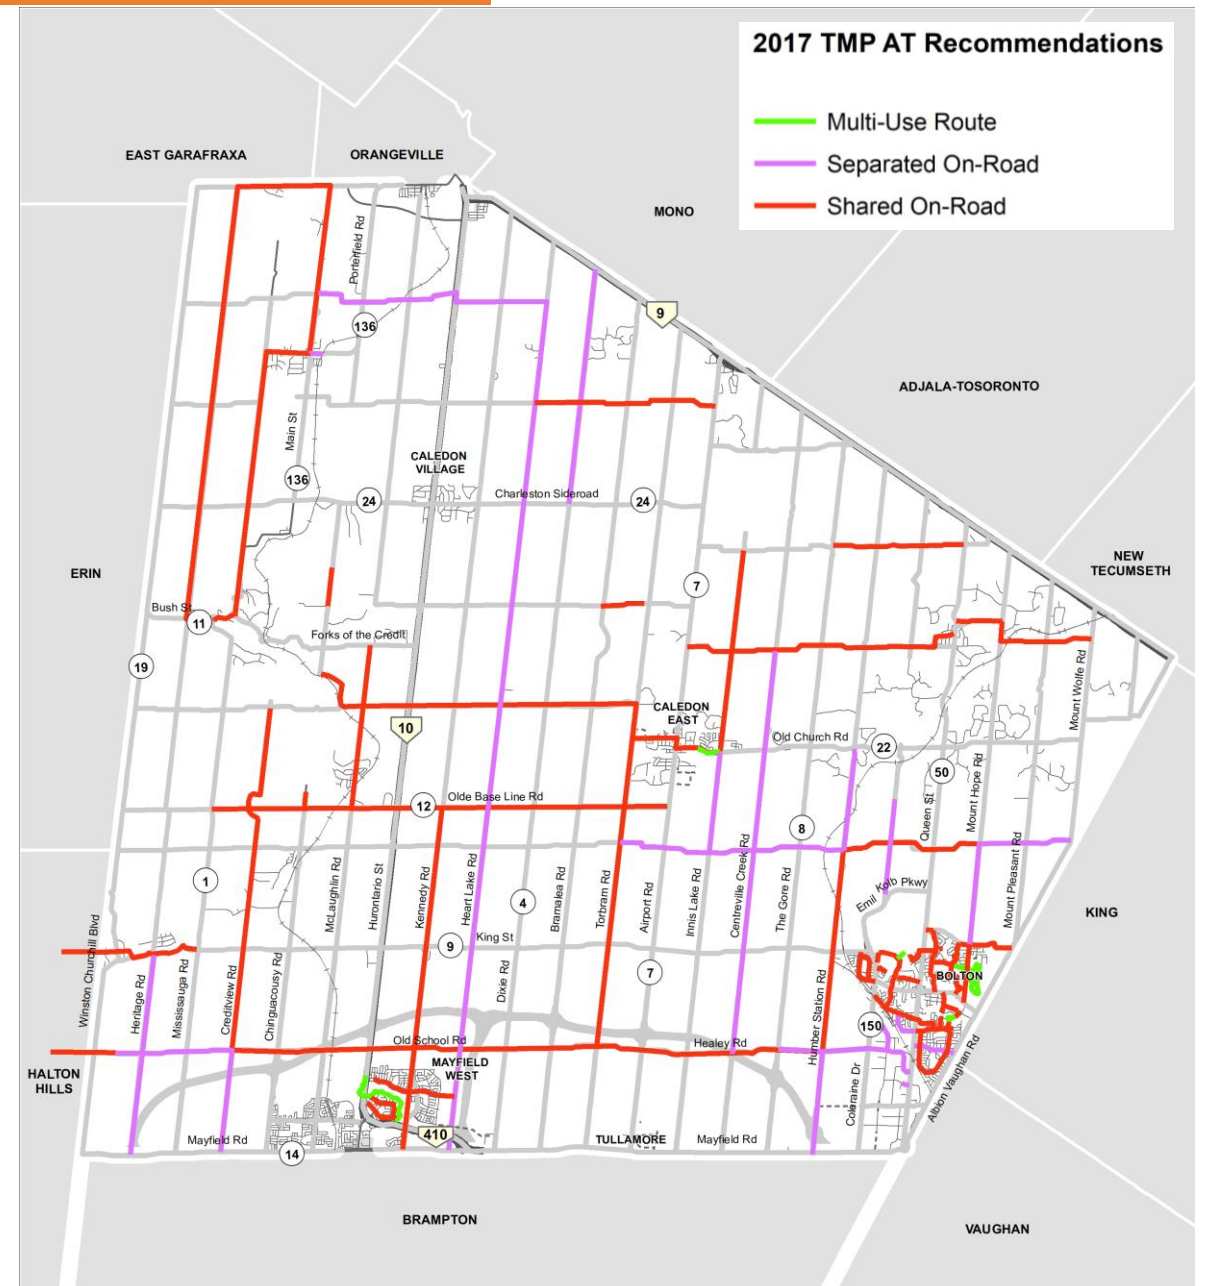 2017 TMP AT Recommendations
Multi-Use Route
Separated On-Road
Shared On-Road
EAST GARAFRAXA
ORANGEVILLE
MONO
Porterfield Rd
9
136
ADJALA-TOSORONTO
Main St
CALEDON
VILLAGE
136
24
Charleston Sideroad
24
NEW
TECUMSETH
ERIN
7
Bush St
11
Forks of the Credit
19
Mount Wolfe Rd
CALEDON
EAST
10
Old Church Rd
22
50
12
Olde Base Line Rd
Queen St
Mount Hope Rd
8
1
McLaughlin Rd
Hurontario St
Kennedy Rd
Heart Lake Rd
4
Bramalea Rd
Torbram Rd
Airport Rd
Innis Lake Rd
Centreville Creek Rd
The Gore Rd
Emil Kolb Pkwy
Mount Pleasant Rd
KING
9
King St
Winston Churchill Blvd
Heritage Rd
Mississauga Rd
Creditview Rd
Chinguacousy Rd
Dixie Rd
7
Humber Station Rd
BOLTON
150
Old School Rd
Healey Rd
HALTON
HILLS
MAYFIELD
WEST
Coleraine Dr
Albion Vaughan Rd
Mayfield Rd
14
410
TULLAMORE
Mayfield Rd
BRAMPTON
VAUGHAN